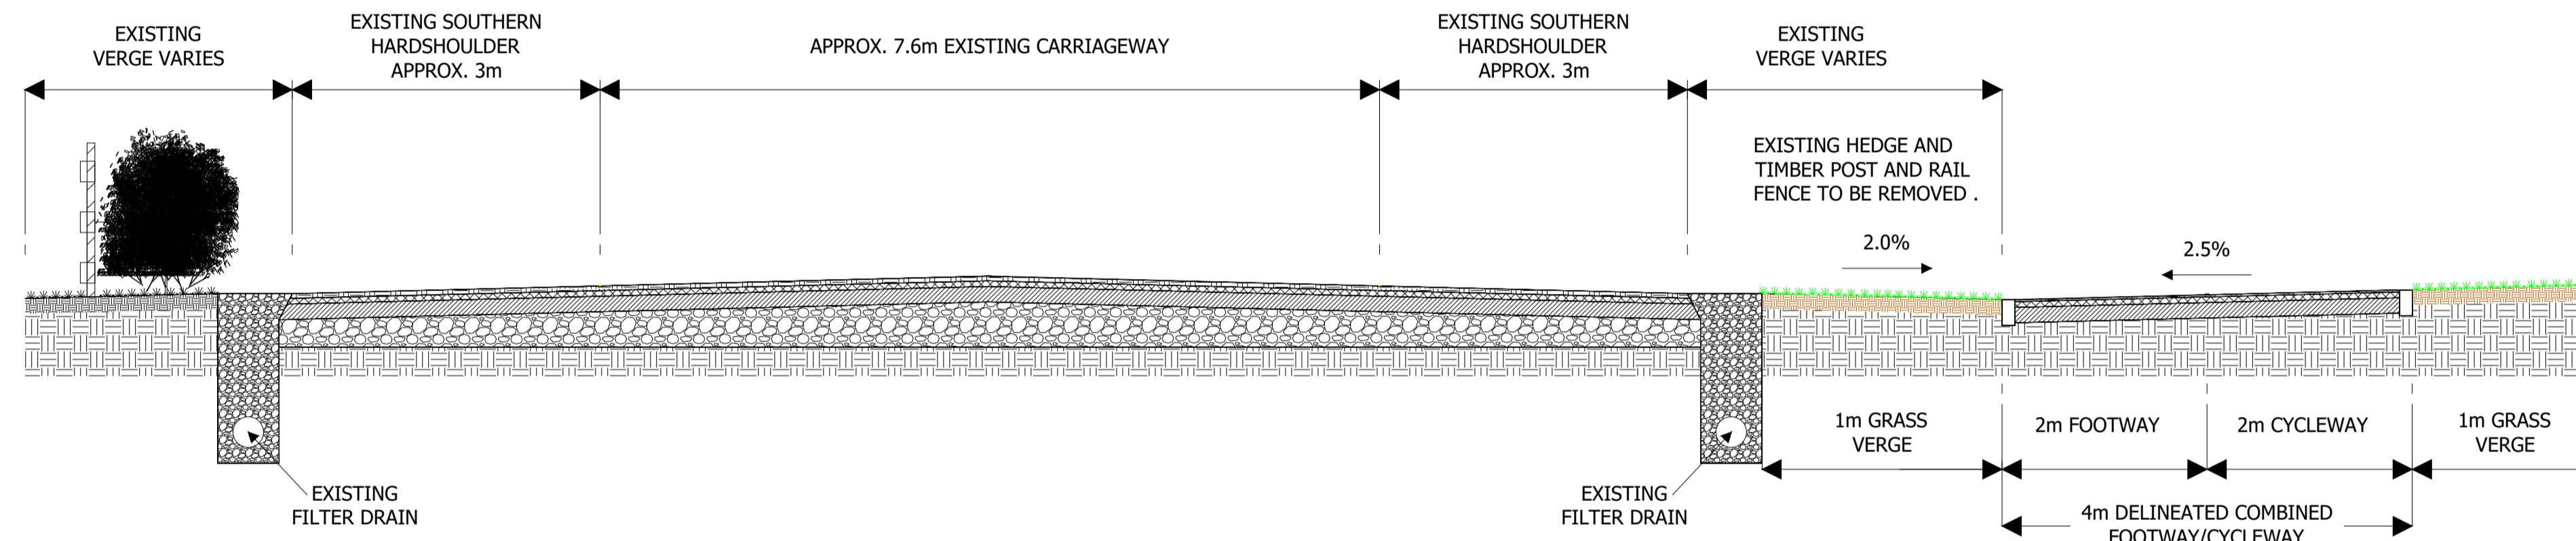 EXISTING
VERGE VARIES
EXISTING SOUTHERN
HARDSHOULDER
APPROX. 3m
APPROX. 7.6m EXISTING CARRIAGEWAY
EXISTING SOUTHERN
HARDSHOULDER
APPROX. 3m
EXISTING
VERGE VARIES
EXISTING HEDGE AND
TIMBER POST AND RAIL
FENCE TO BE REMOVED .
2.0%
2.5%
1m GRASS
VERGE
2m FOOTWAY
2m CYCLEWAY
1m GRASS
VERGE
EXISTING
FILTER DRAIN
EXISTING
FILTER DRAIN
4m DELINEATED COMBINED
FOOTWAY/CYCLEWAY